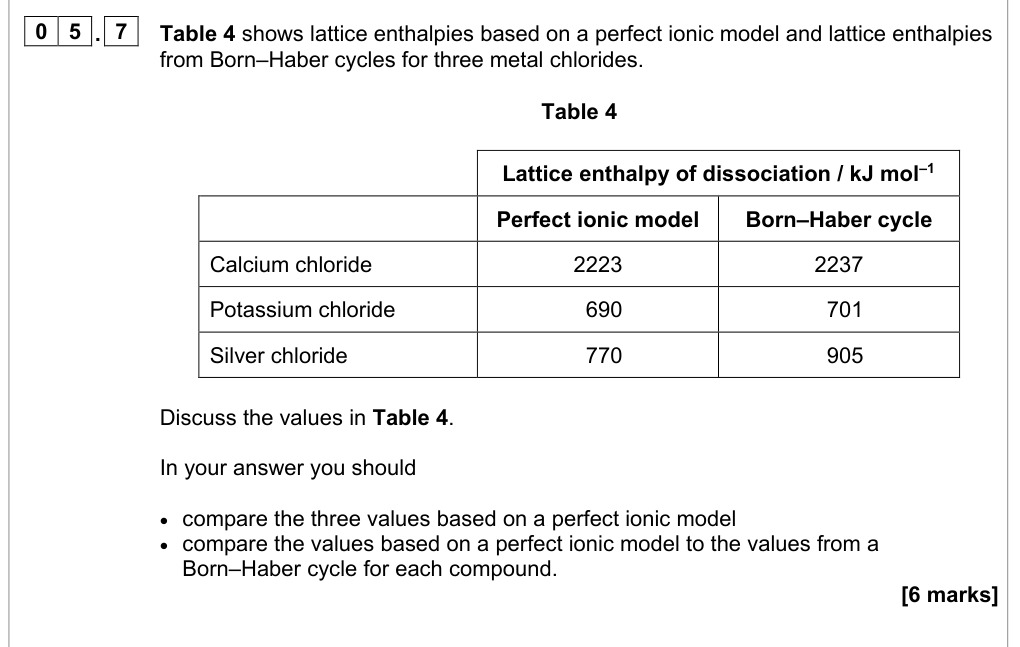 0 5 . 7 Table 4 shows lattice enthalpies based on a perfect ionic model and lattice enthalpies
from Born–Haber cycles for three metal chlorides.
Table 4
Lattice enthalpy of dissociation / kJ mol⁻¹
Perfect ionic model Born–Haber cycle
Calcium chloride 2223 2237
Potassium chloride 690 701
Silver chloride 770 905
Discuss the values in Table 4.
In your answer you should
• compare the three values based on a perfect ionic model
• compare the values based on a perfect ionic model to the values from a
Born–Haber cycle for each compound.
[6 marks]